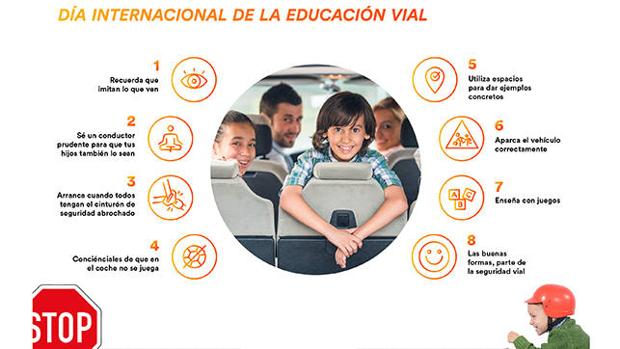 DÍA INTERNACIONAL DE LA EDUCACIÓN VIAL
1
Recuerda que
imitan lo que ven
2
Sé un conductor
prudente para que tus
hijos también lo sean
3
Arranca cuando todos
tengan el cinturón de
seguridad abrochado
4
Conciénciales de que en
el coche no se juega
5
Utiliza espacios
para dar ejemplos
concretos
6
Aparca el vehículo
correctamente
7
Enseña con juegos
A
B C
8
Las buenas
formas, parte de
la seguridad vial
STOP